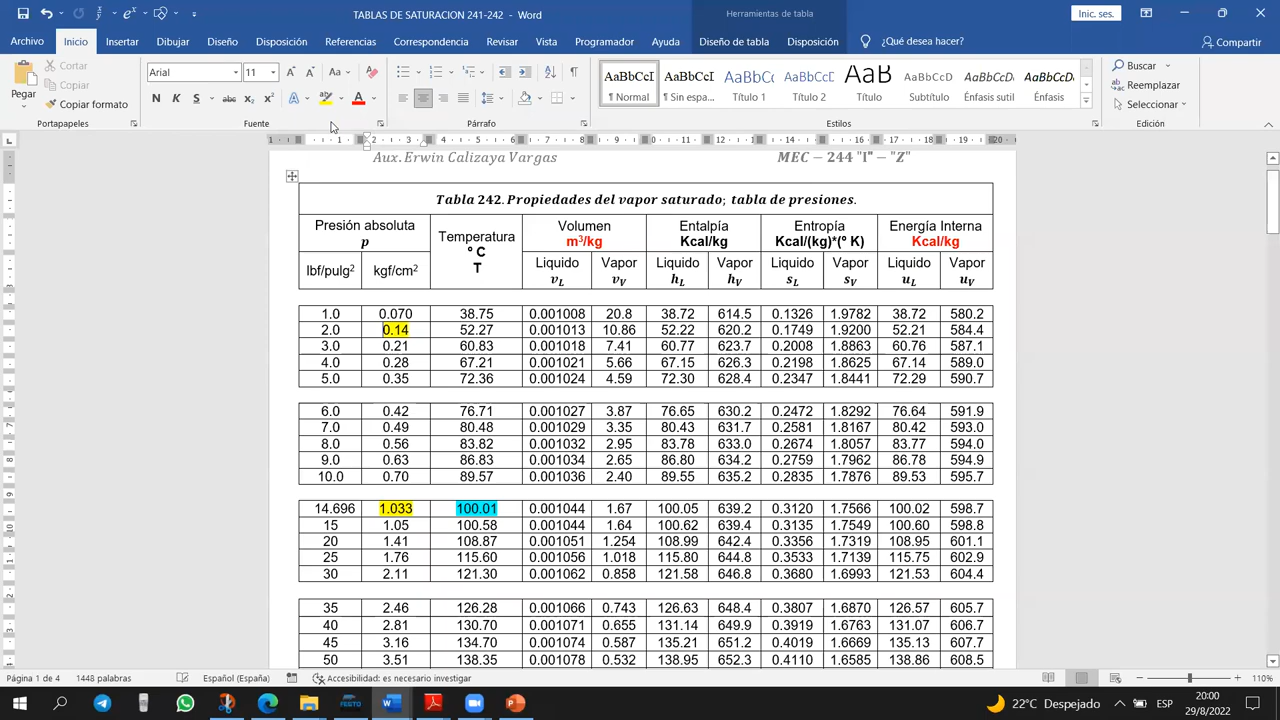 TABLAS DE SATURACION 241-242 - Word
Herramientas de tabla
Inic. ses.
Archivo Inicio Insertar Dibujar Diseño Disposición Referencias Correspondencia Revisión Vista Programador Ayuda Diseño de tabla Disposición ¿Qué desea hacer? Compartir
Pegar
Cortar
Copiar
Copiar formato
Portapapeles
Arial 11
N K S abc x₂ x²
Fuente
Párrafo
AaBbCcD AaBbCcD AaBbCc AaBbCcD AaB AaBbCcD AaBbCcDc AaBbCcDc
¶ Normal ¶ Sin espa... Título 1 Título 2 Título Subtítulo Énfasis sutil Énfasis
Estilos
Buscar
Reemplazar
Seleccionar
Edición
Aux. Erwin Calizaya Vargas MEC − 244 "I" − "Z"
Tabla 242. Propiedades del vapor saturado; tabla de presiones.
Presión absoluta p Temperatura º C T Volumen m³/kg Entalpía Kcal/kg Entropía Kcal/(kg)*(º K) Energía Interna Kcal/kg
lbf/pulg² kgf/cm² Liquido vL Vapor vV Liquido hL Vapor hV Liquido sL Vapor sV Liquido uL Vapor uV
1.0 0.070 38.75 0.001008 20.8 38.72 614.5 0.1326 1.9782 38.72 580.2
2.0 0.14 52.27 0.001013 10.86 52.22 620.2 0.1749 1.9200 52.21 584.4
3.0 0.21 60.83 0.001018 7.41 60.77 623.7 0.2008 1.8863 60.76 587.1
4.0 0.28 67.21 0.001021 5.66 67.15 626.3 0.2198 1.8625 67.14 589.0
5.0 0.35 72.36 0.001024 4.59 72.30 628.4 0.2347 1.8441 72.29 590.7
6.0 0.42 76.71 0.001027 3.87 76.65 630.2 0.2472 1.8292 76.64 591.9
7.0 0.49 80.48 0.001029 3.35 80.43 631.7 0.2581 1.8167 80.42 593.0
8.0 0.56 83.82 0.001032 2.95 83.78 633.0 0.2674 1.8057 83.77 594.0
9.0 0.63 86.83 0.001034 2.65 86.80 634.2 0.2759 1.7962 86.78 594.9
10.0 0.70 89.57 0.001036 2.40 89.55 635.2 0.2835 1.7876 89.53 595.7
14.696 1.033 100.01 0.001044 1.67 100.05 639.2 0.3120 1.7566 100.02 598.7
15 1.05 100.58 0.001044 1.64 100.62 639.4 0.3135 1.7549 100.60 598.8
20 1.41 108.87 0.001051 1.254 108.99 642.4 0.3356 1.7319 108.95 601.1
25 1.76 115.60 0.001056 1.018 115.80 644.8 0.3533 1.7139 115.75 602.9
30 2.11 121.30 0.001062 0.858 121.58 646.8 0.3680 1.6993 121.53 604.4
35 2.46 126.28 0.001066 0.743 126.63 648.4 0.3807 1.6870 126.57 605.7
40 2.81 130.70 0.001071 0.655 131.14 649.9 0.3919 1.6763 131.07 606.7
45 3.16 134.70 0.001074 0.587 135.21 651.2 0.4019 1.6669 135.13 607.7
50 3.51 138.35 0.001078 0.532 138.95 652.3 0.4110 1.6585 138.86 608.5
Página 1 de 4 1448 palabras Español (España) Accesibilidad: es necesario investigar 110%
FESTO
22°C Despejado ESP 20:00
29/8/2022